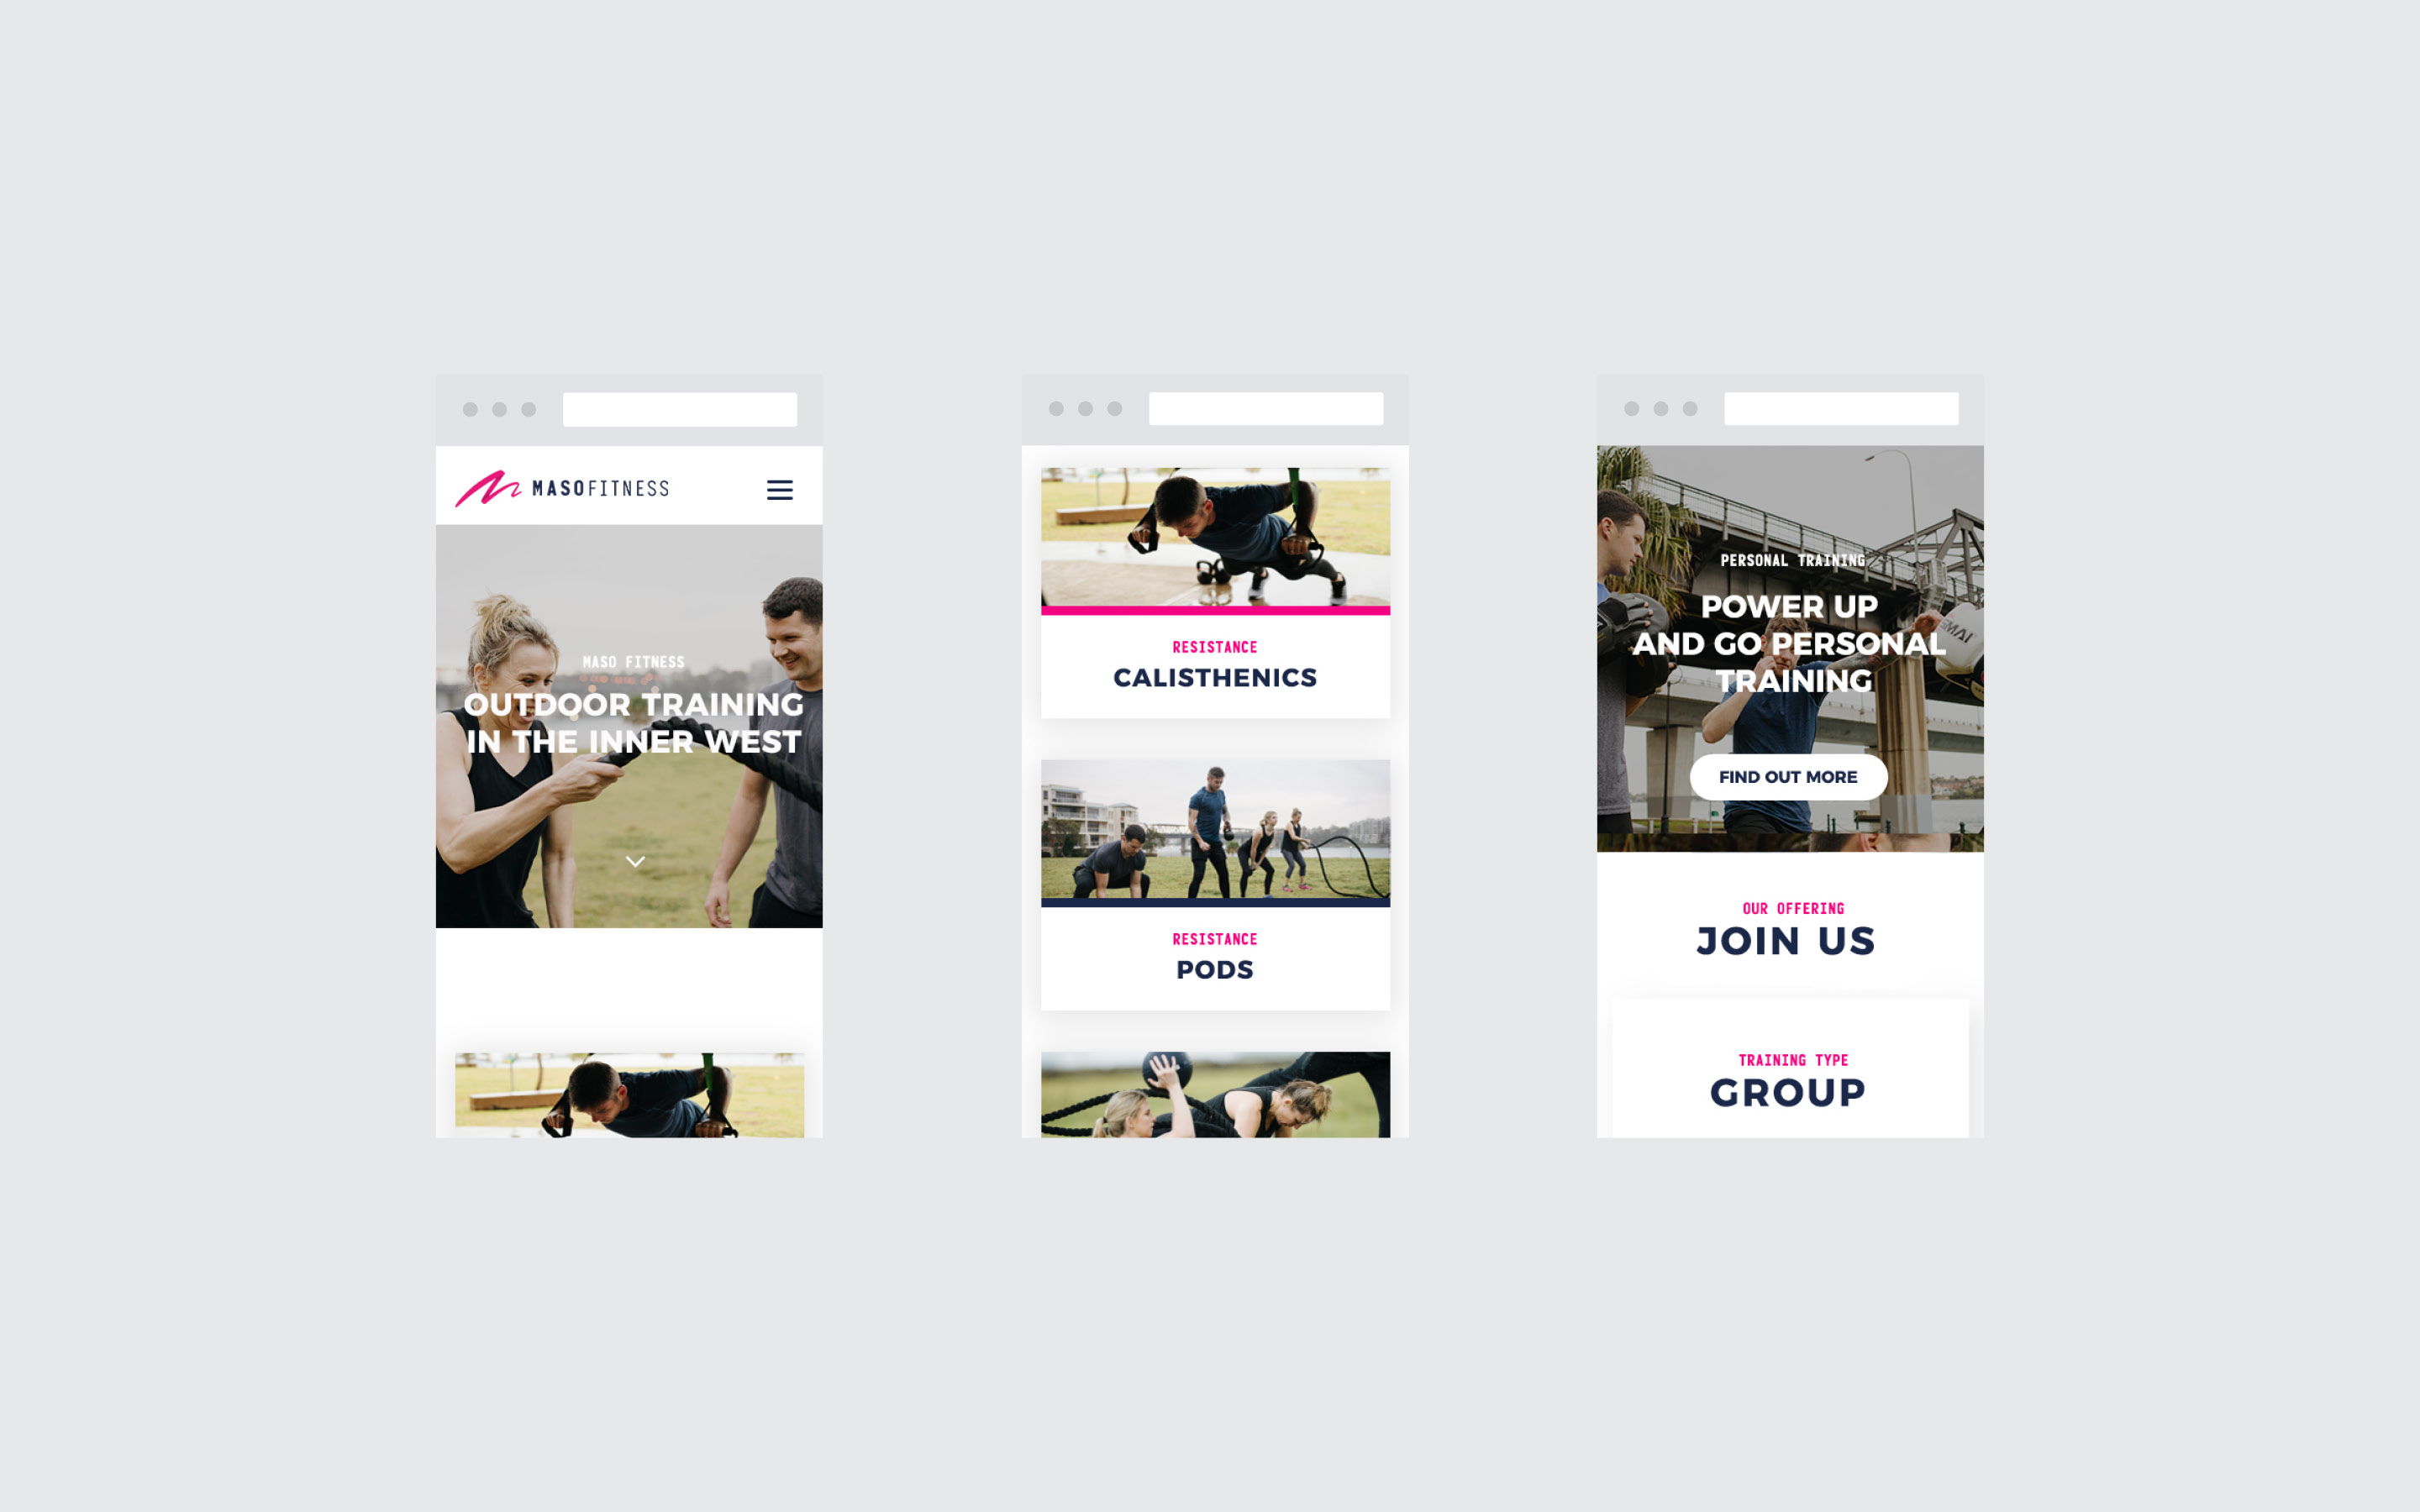 MASOFITNESS
MASO FITNESS
OUTDOOR TRAINING
IN THE INNER WEST
RESISTANCE
CALISTHENICS
RESISTANCE
PODS
PERSONAL TRAINING
POWER UP
AND GO PERSONAL
TRAINING
FIND OUT MORE
OUR OFFERING
JOIN US
TRAINING TYPE
GROUP